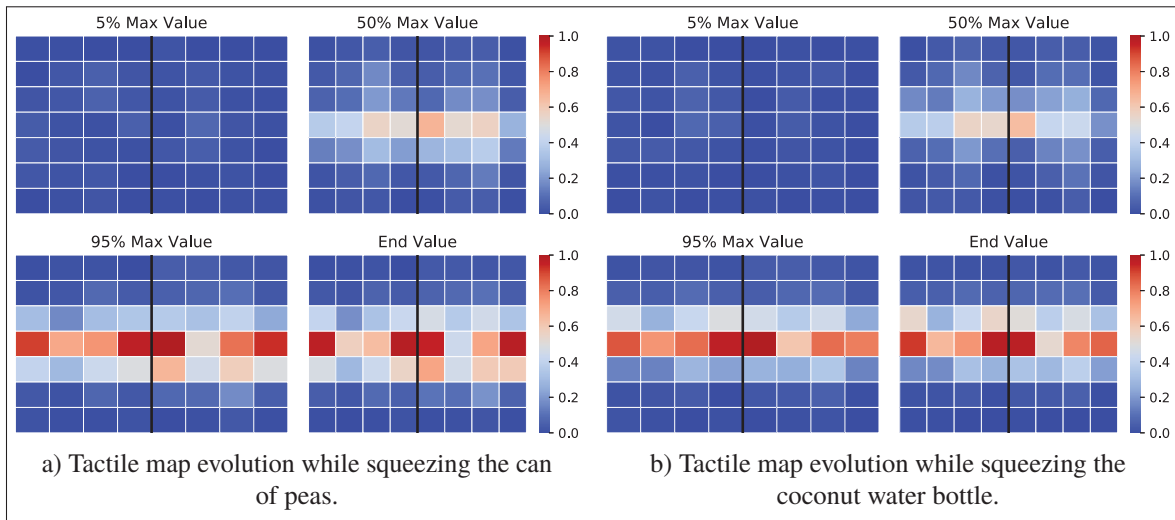 5% Max Value
50% Max Value
1.0
0.8
0.6
0.4
0.2
0.0
95% Max Value
End Value
1.0
0.8
0.6
0.4
0.2
0.0
a) Tactile map evolution while squeezing the can
of peas.
5% Max Value
50% Max Value
1.0
0.8
0.6
0.4
0.2
0.0
95% Max Value
End Value
1.0
0.8
0.6
0.4
0.2
0.0
b) Tactile map evolution while squeezing the
coconut water bottle.